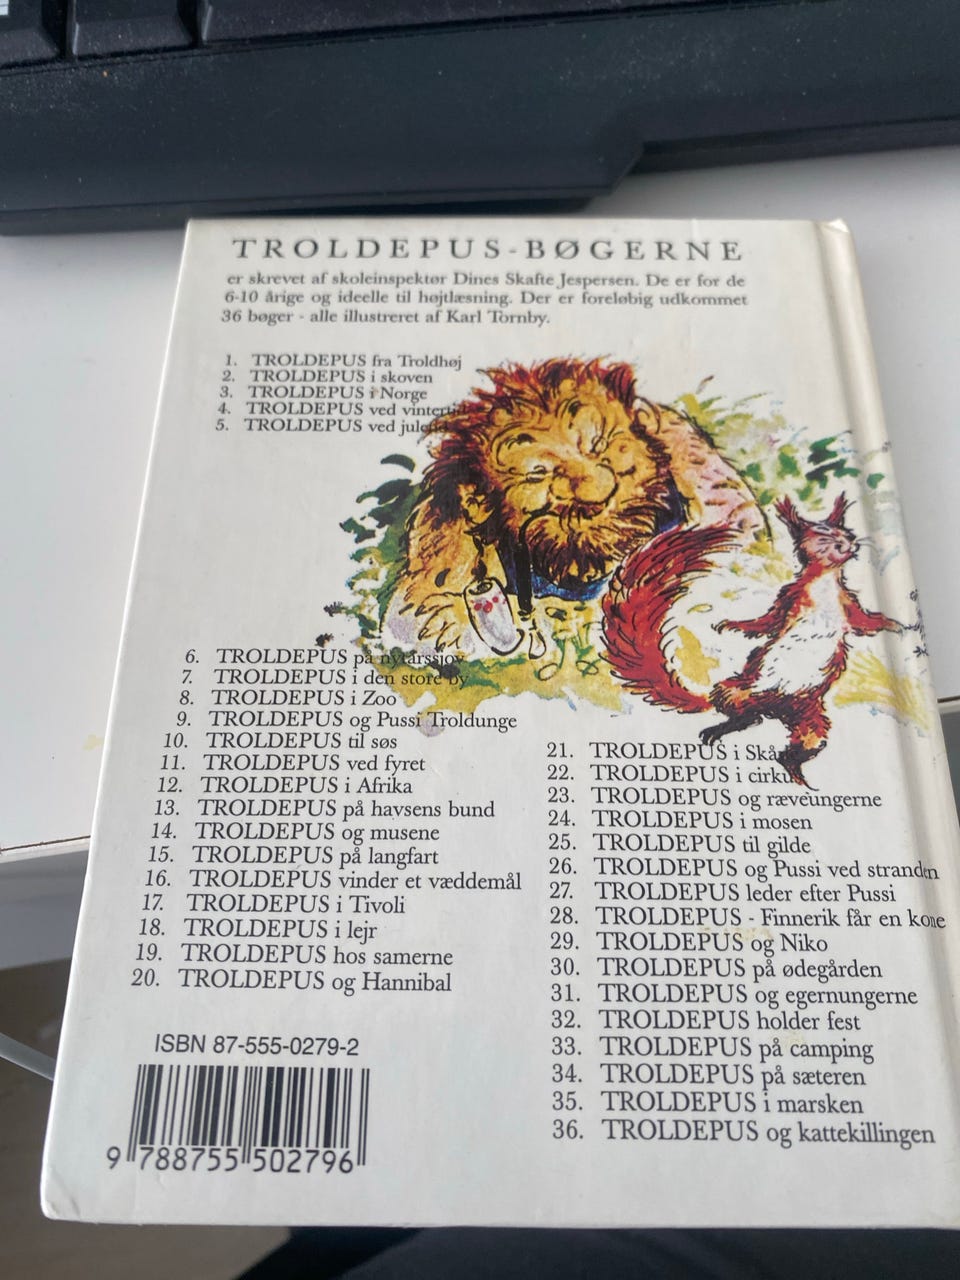 TROLDEPUS-BØGERNE
er skrevet af skoleinspektør Dines Skafte Jespersen. De er for de
6-10 årige og ideelle til højtlæsning. Der er foreløbig udkommet
36 bøger - alle illustreret af Karl Tornby.
1. TROLDEPUS fra Troldhøj
2. TROLDEPUS i skoven
3. TROLDEPUS i Norge
4. TROLDEPUS ved vintertid
5. TROLDEPUS ved juletid
6. TROLDEPUS på nytårssjov
7. TROLDEPUS i den store by
8. TROLDEPUS i Zoo
9. TROLDEPUS og Pussi Troldunge
10. TROLDEPUS til søs
11. TROLDEPUS ved fyret
12. TROLDEPUS i Afrika
13. TROLDEPUS på havsens bund
14. TROLDEPUS og musene
15. TROLDEPUS på langfart
16. TROLDEPUS vinder et væddemål
17. TROLDEPUS i Tivoli
18. TROLDEPUS i lejr
19. TROLDEPUS hos samerne
20. TROLDEPUS og Hannibal
21. TROLDEPUS i
22. TROLDEPUS i cirkus
23. TROLDEPUS og ræveungerne
24. TROLDEPUS i mosen
25. TROLDEPUS til gilde
26. TROLDEPUS og Pussi ved stranden
27. TROLDEPUS leder efter Pussi
28. TROLDEPUS - Finnerik får en kone
29. TROLDEPUS og Niko
30. TROLDEPUS på ødegården
31. TROLDEPUS og egernungerne
32. TROLDEPUS holder fest
33. TROLDEPUS på camping
34. TROLDEPUS på sæteren
35. TROLDEPUS i marsken
36. TROLDEPUS og kattekillingen
ISBN 87-555-0279-2
9 788755 502796